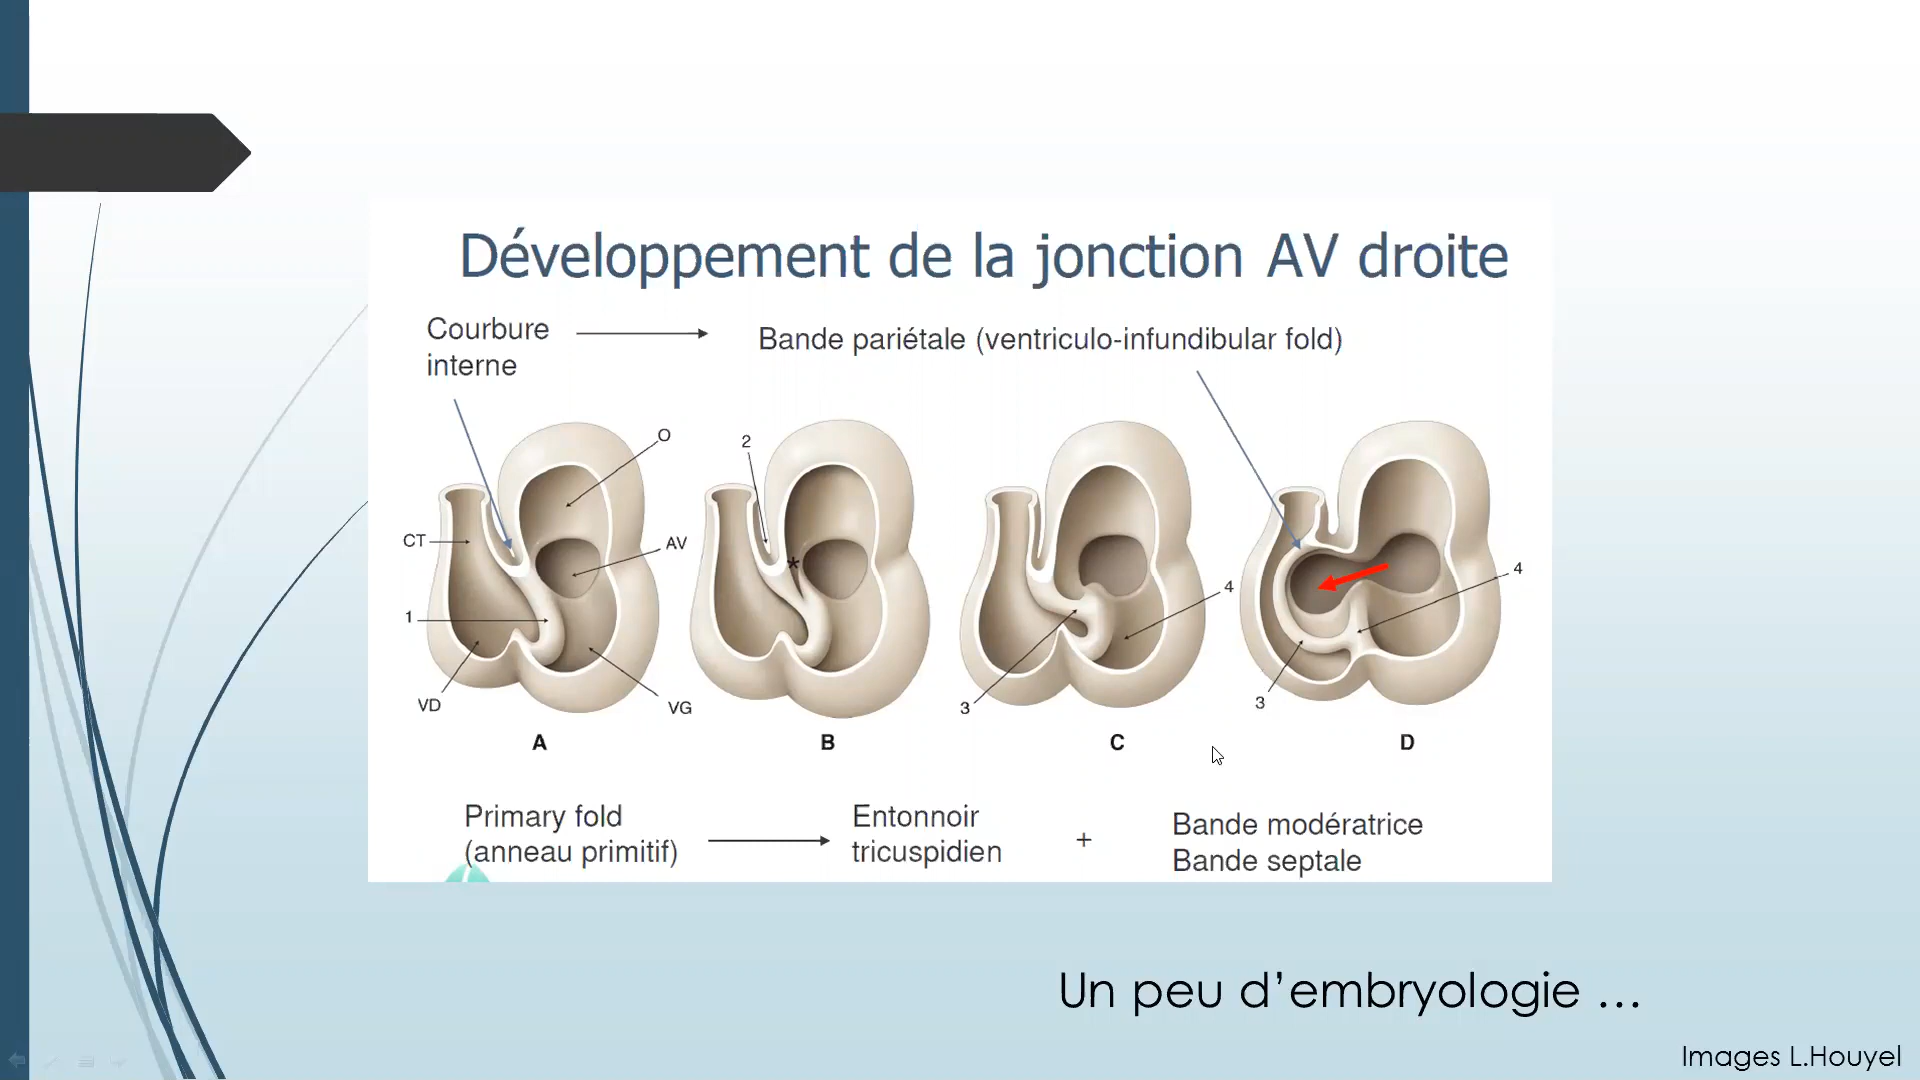 Développement de la jonction AV droite
Courbure
interne
Bande pariétale (ventriculo-infundibular fold)
O
2
CT
AV
*
4
4
1
VD
VG
3
3
A
B
C
D
Primary fold
(anneau primitif)
Entonnoir
tricuspidien
+
Bande modératrice
Bande septale
Un peu d’embryologie …
Images L.Houyel